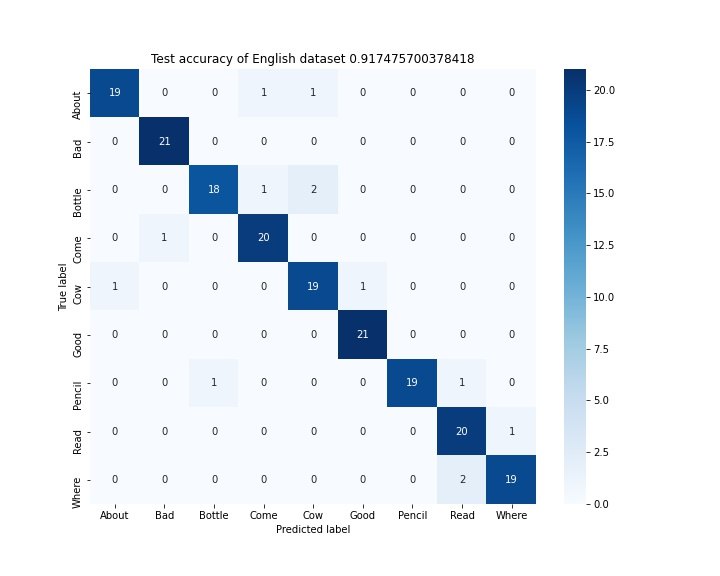 Test accuracy of English dataset 0.917475700378418
About 19 0 0 1 1 0 0 0 0
Bad 0 21 0 0 0 0 0 0 0
Bottle 0 0 18 1 2 0 0 0 0
Come 0 1 0 20 0 0 0 0 0
Cow 1 0 0 0 19 1 0 0 0
Good 0 0 0 0 0 21 0 0 0
Pencil 0 0 1 0 0 0 19 1 0
Read 0 0 0 0 0 0 0 20 1
Where 0 0 0 0 0 0 0 2 19
True label
About Bad Bottle Come Cow Good Pencil Read Where
Predicted label
20.0
17.5
15.0
12.5
10.0
7.5
5.0
2.5
0.0